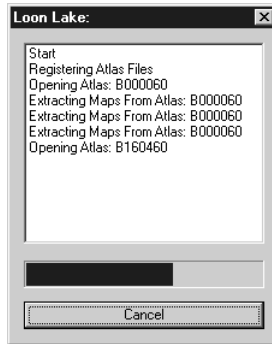 Loon Lake:
Start
Registering Atlas Files
Opening Atlas: B000060
Extracting Maps From Atlas: B000060
Extracting Maps From Atlas: B000060
Extracting Maps From Atlas: B000060
Opening Atlas: B160460
Cancel